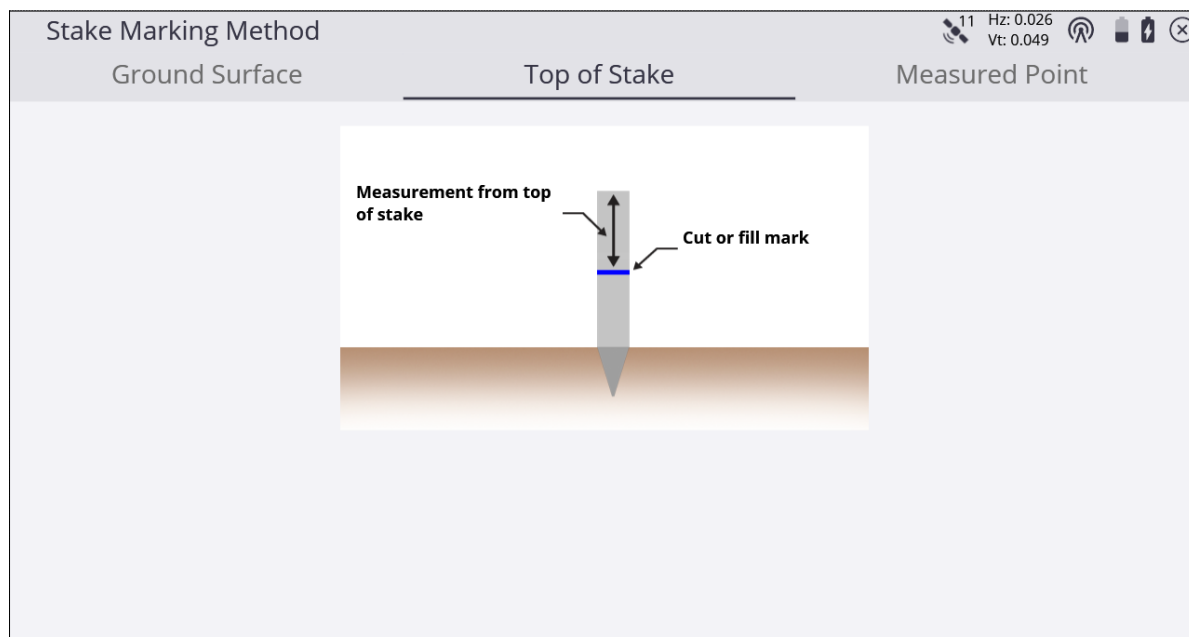 Stake Marking Method
11
Hz: 0.026
Vt: 0.049
Ground Surface
Top of Stake
Measured Point
Measurement from top
of stake
Cut or fill mark